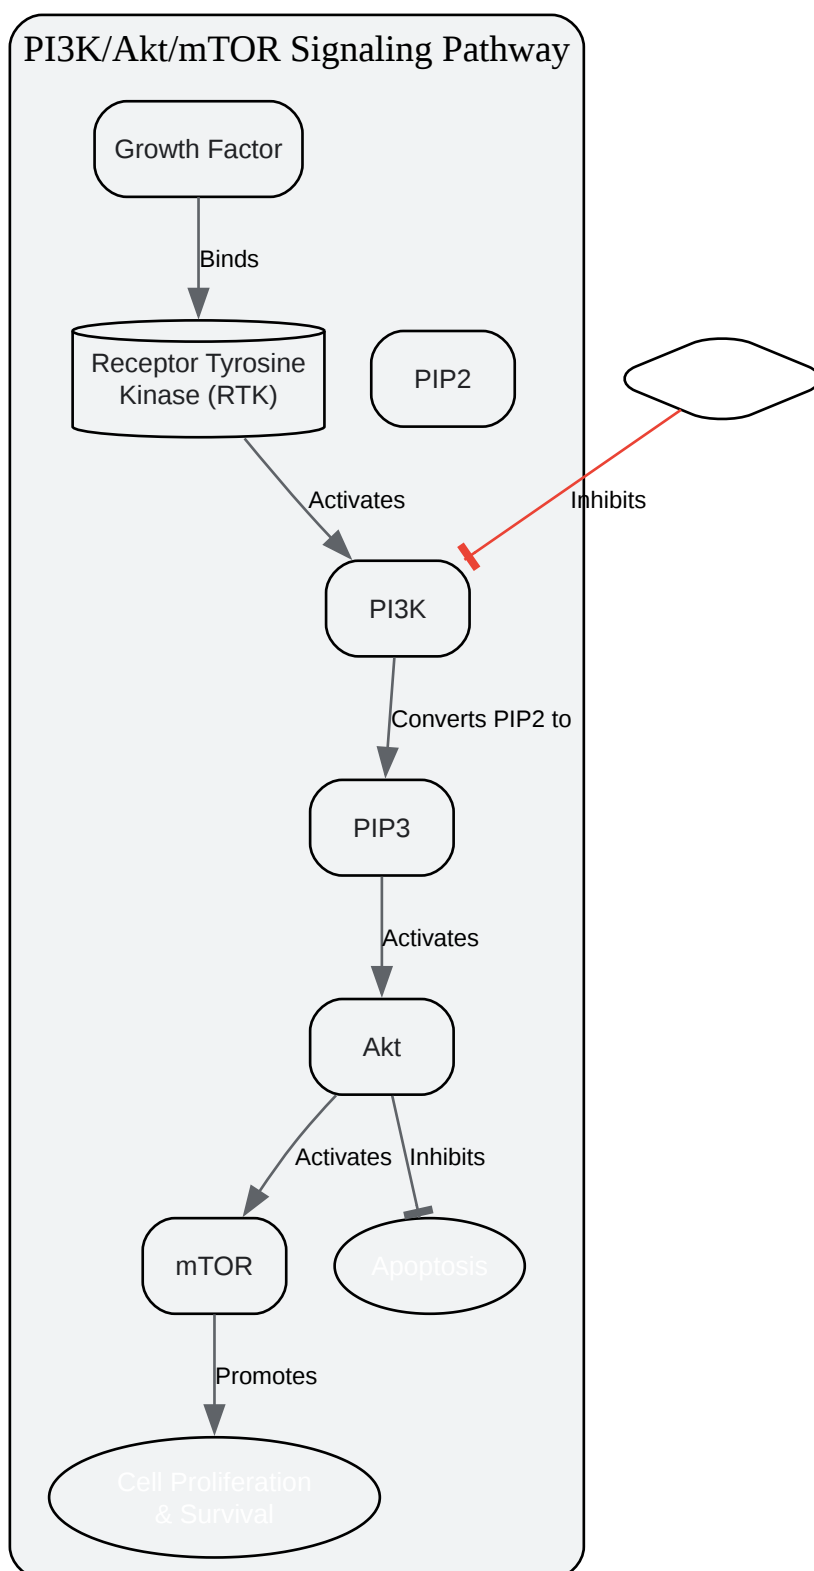 PI3K/Akt/mTOR Signaling Pathway
Growth Factor
Binds
Receptor Tyrosine
Kinase (RTK)
PIP2
Activates
Inhibits
PI3K
Converts PIP2 to
PIP3
Activates
Akt
Activates
Inhibits
mTOR
Apoptosis
Promotes
Cell Proliferation
& Survival